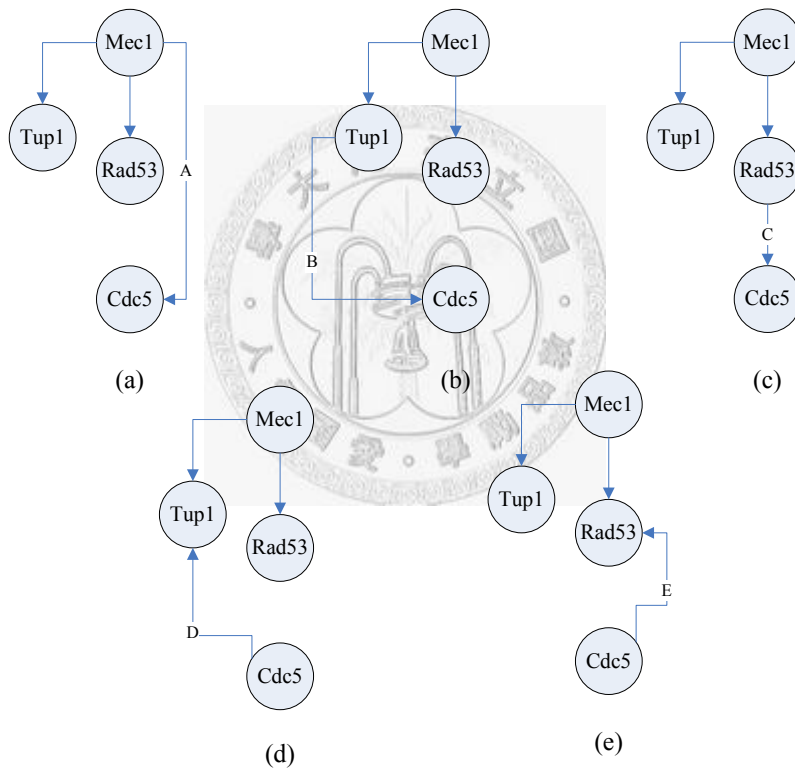 Mec1
Tup1
Rad53
A
Cdc5
(a)
Mec1
Tup1
Rad53
B
Cdc5
(b)
Mec1
Tup1
Rad53
C
Cdc5
(c)
Mec1
Tup1
Rad53
D
Cdc5
(d)
Mec1
Tup1
Rad53
E
Cdc5
(e)